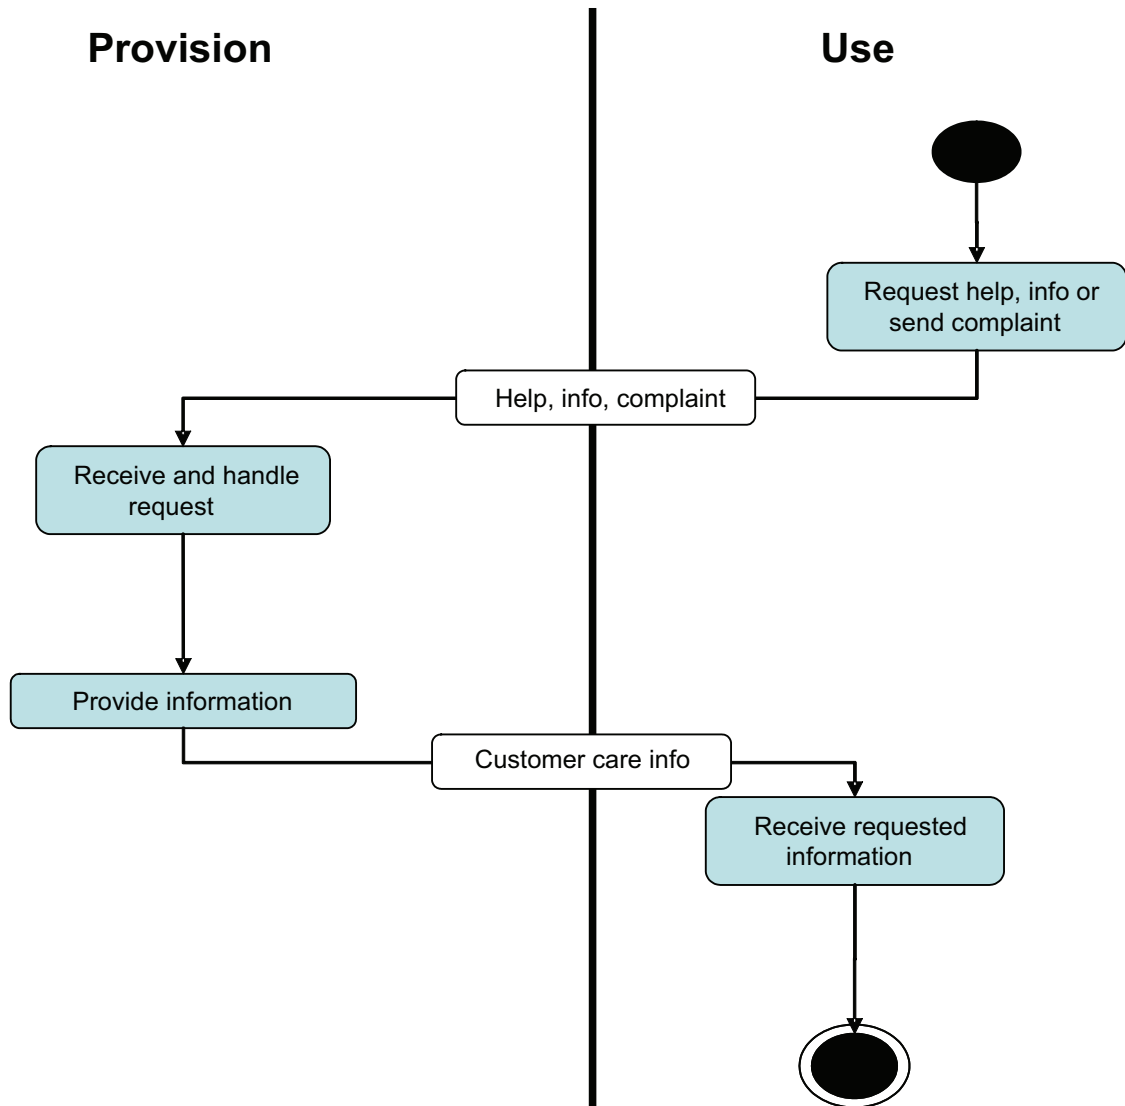 Provision
Use
Request help, info or
send complaint
Help, info, complaint
Receive and handle
request
Provide information
Customer care info
Receive requested
information